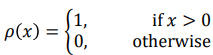 ρ(x) = {1, if x > 0
0, otherwise